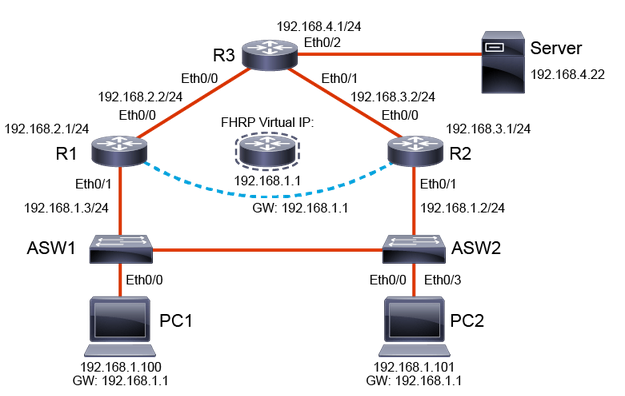 192.168.4.1/24
Eth0/2
R3
Server
192.168.4.22
Eth0/0
Eth0/1
192.168.2.2/24
192.168.3.2/24
Eth0/0
Eth0/0
FHRP Virtual IP:
192.168.2.1/24
192.168.3.1/24
R1
R2
192.168.1.1
Eth0/1
Eth0/1
192.168.1.3/24
GW: 192.168.1.1
192.168.1.2/24
ASW1
ASW2
Eth0/0
Eth0/0
Eth0/3
PC1
PC2
192.168.1.100
GW: 192.168.1.1
192.168.1.101
GW: 192.168.1.1